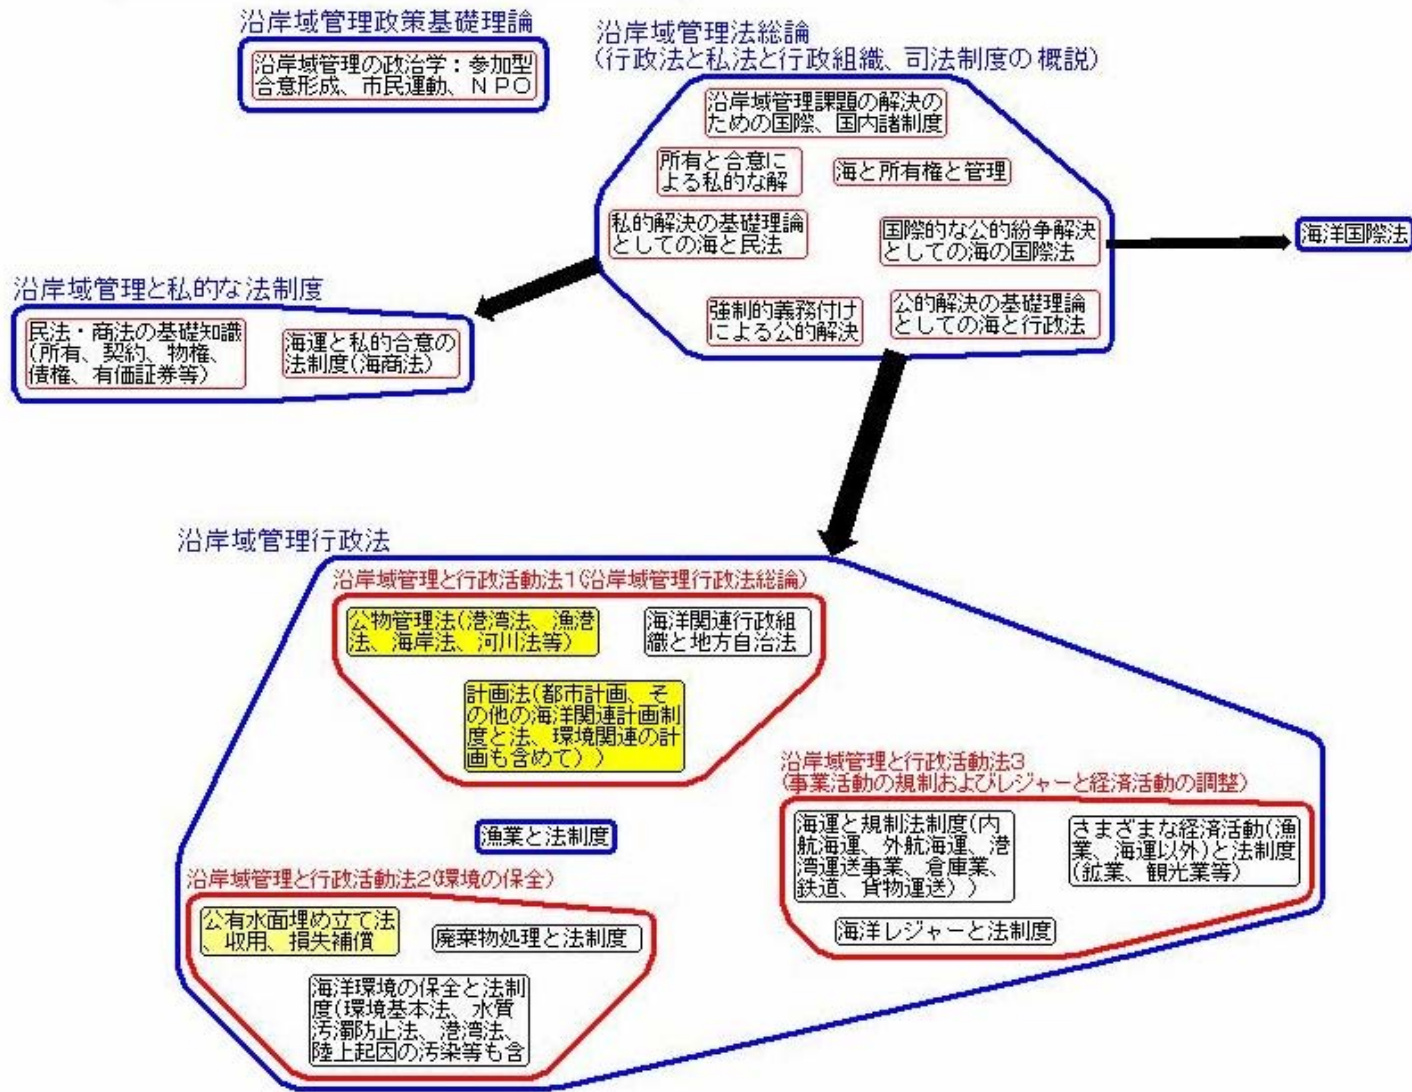 沿岸域管理政策基礎理論
沿岸域管理の政治学：参加型
合意形成、市民運動、ＮＰＯ
沿岸域管理法総論
(行政法と私法と行政組織、司法制度の概説)
沿岸域管理課題の解決の
ための国際、国内諸制度
所有と合意に
よる私的な解
海と所有権と管理
私的解決の基礎理論
としての海と民法
国際的な公的紛争解決
としての海の国際法
強制的義務付け
による公的解決
公的解決の基礎理論
としての海と行政法
海洋国際法
沿岸域管理と私的な法制度
民法・商法の基礎知識
(所有、契約、物権、
債権、有価証券等)
海運と私的合意の
法制度(海商法)
沿岸域管理行政法
沿岸域管理と行政活動法1(沿岸域管理行政法総論)
公物管理法(港湾法、漁港
法、海岸法、河川法等)
海洋関連行政組
織と地方自治法
計画法(都市計画、そ
の他の海洋関連計画制
度と法、環境関連の計
画も含めて))
漁業と法制度
沿岸域管理と行政活動法2(環境の保全)
公有水面埋め立て法
、収用、損失補償
廃棄物処理と法制度
海洋環境の保全と法制
度(環境基本法、水質
汚濁防止法、港湾法、
陸上起因の汚染等も含
沿岸域管理と行政活動法3
(事業活動の規制およびレジャーと経済活動の調整)
海運と規制法制度(内
航海運、外航海運、港
湾運送事業、倉庫業、
鉄道、貨物運送))
さまざまな経済活動(漁
業、海運以外)と法制度
(鉱業、観光業等)
海洋レジャーと法制度